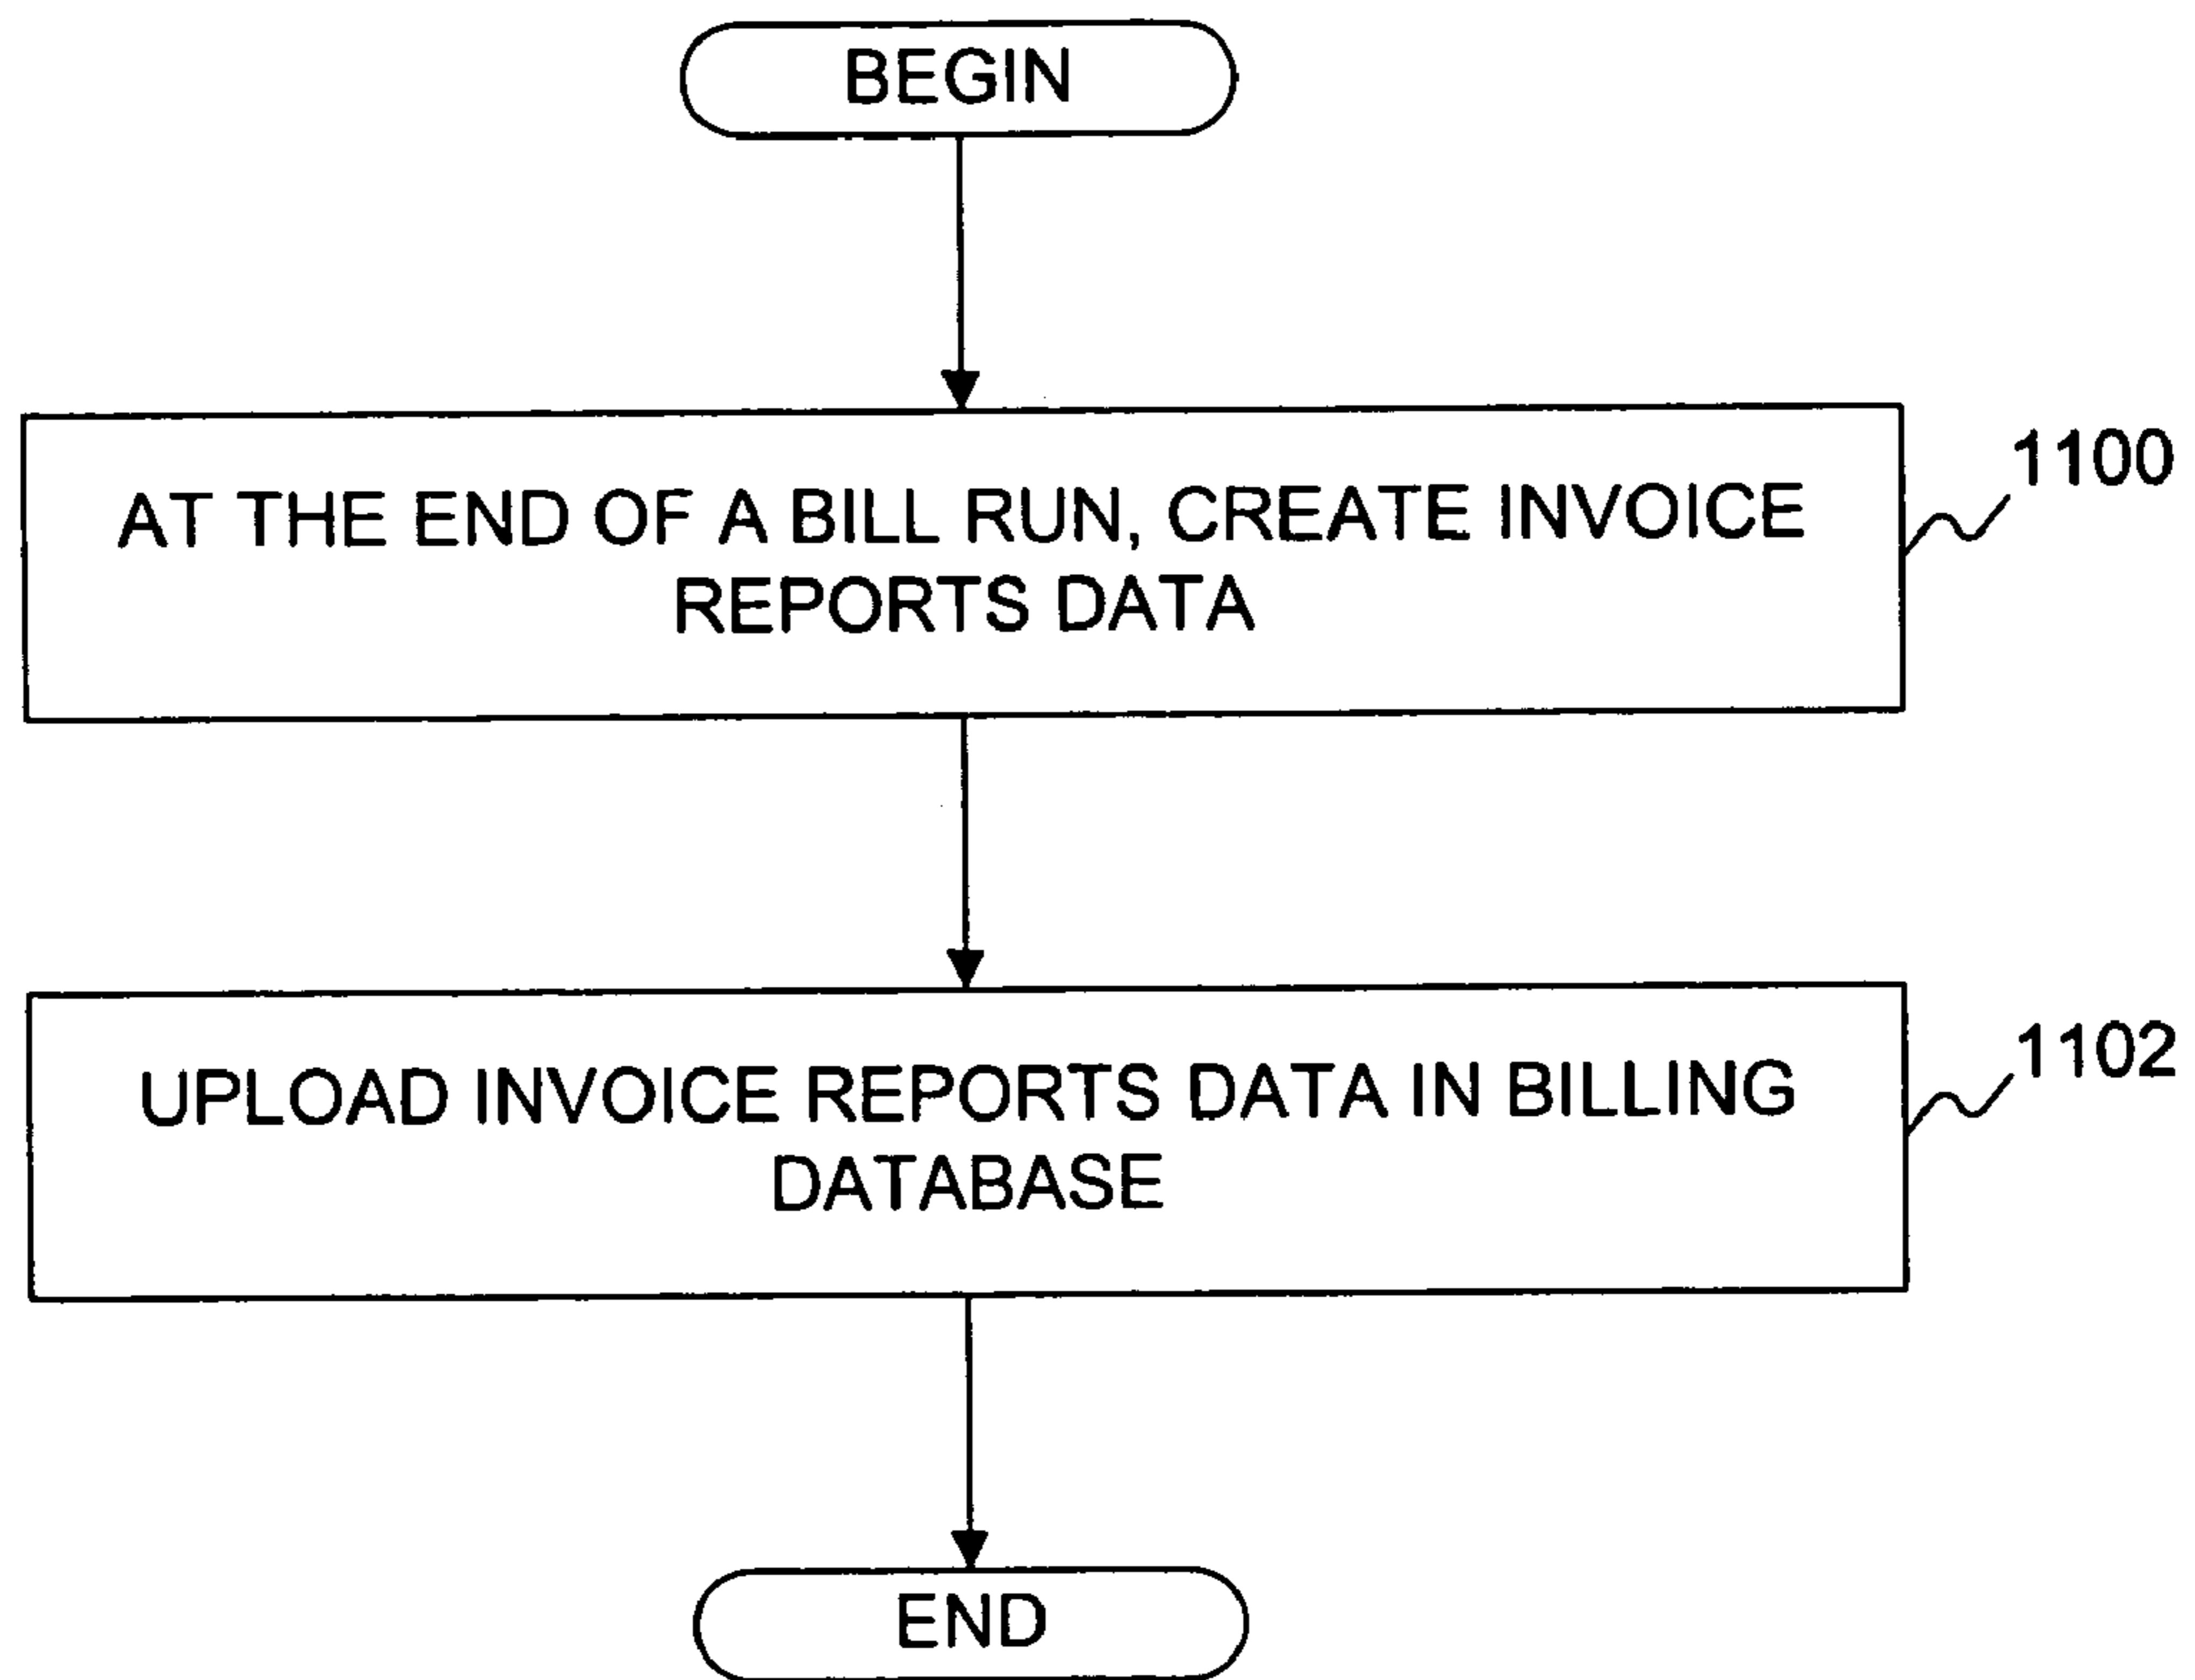 BEGIN
AT THE END OF A BILL RUN, CREATE INVOICE
REPORTS DATA
1100
UPLOAD INVOICE REPORTS DATA IN BILLING
DATABASE
1102
END